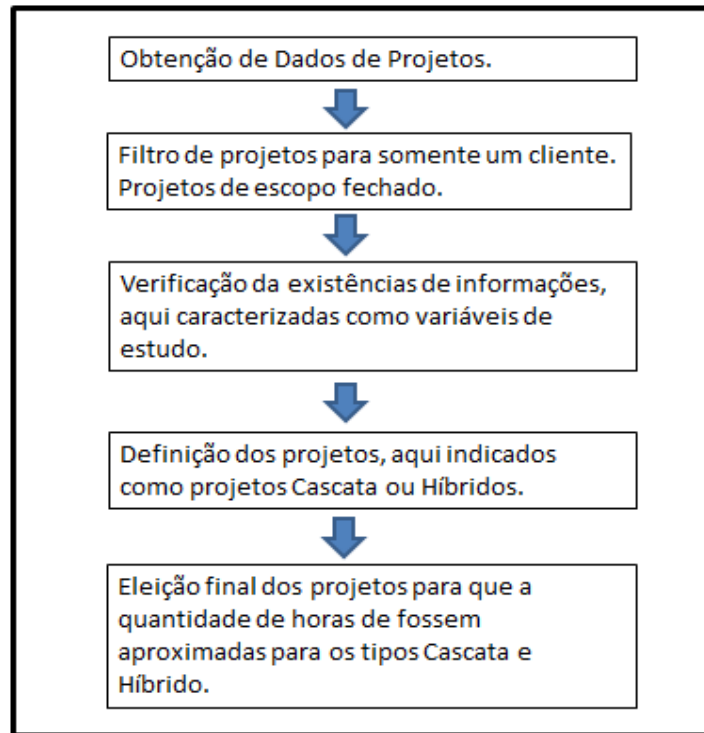 Obtenção de Dados de Projetos.
Filtro de projetos para somente um cliente.
Projetos de escopo fechado.
Verificação da existências de informações,
aqui caracterizadas como variáveis de
estudo.
Definição dos projetos, aqui indicados
como projetos Cascata ou Híbridos.
Eleição final dos projetos para que a
quantidade de horas de fossem
aproximadas para os tipos Cascata e
Híbrido.